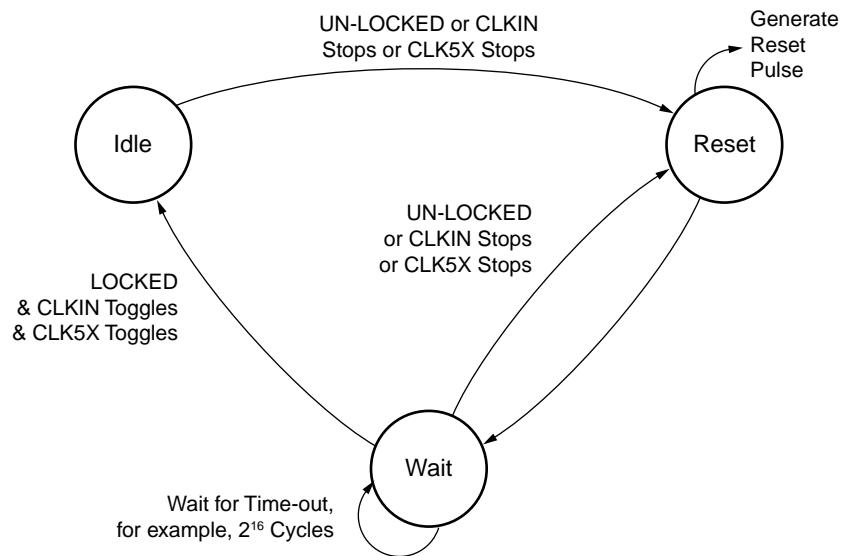 UN-LOCKED or CLKIN
Stops or CLK5X Stops
Generate
Reset
Pulse
Idle
Reset
UN-LOCKED
or CLKIN Stops
or CLK5X Stops
LOCKED
& CLKIN Toggles
& CLK5X Toggles
Wait
Wait for Time-out,
for example, 2¹⁶ Cycles